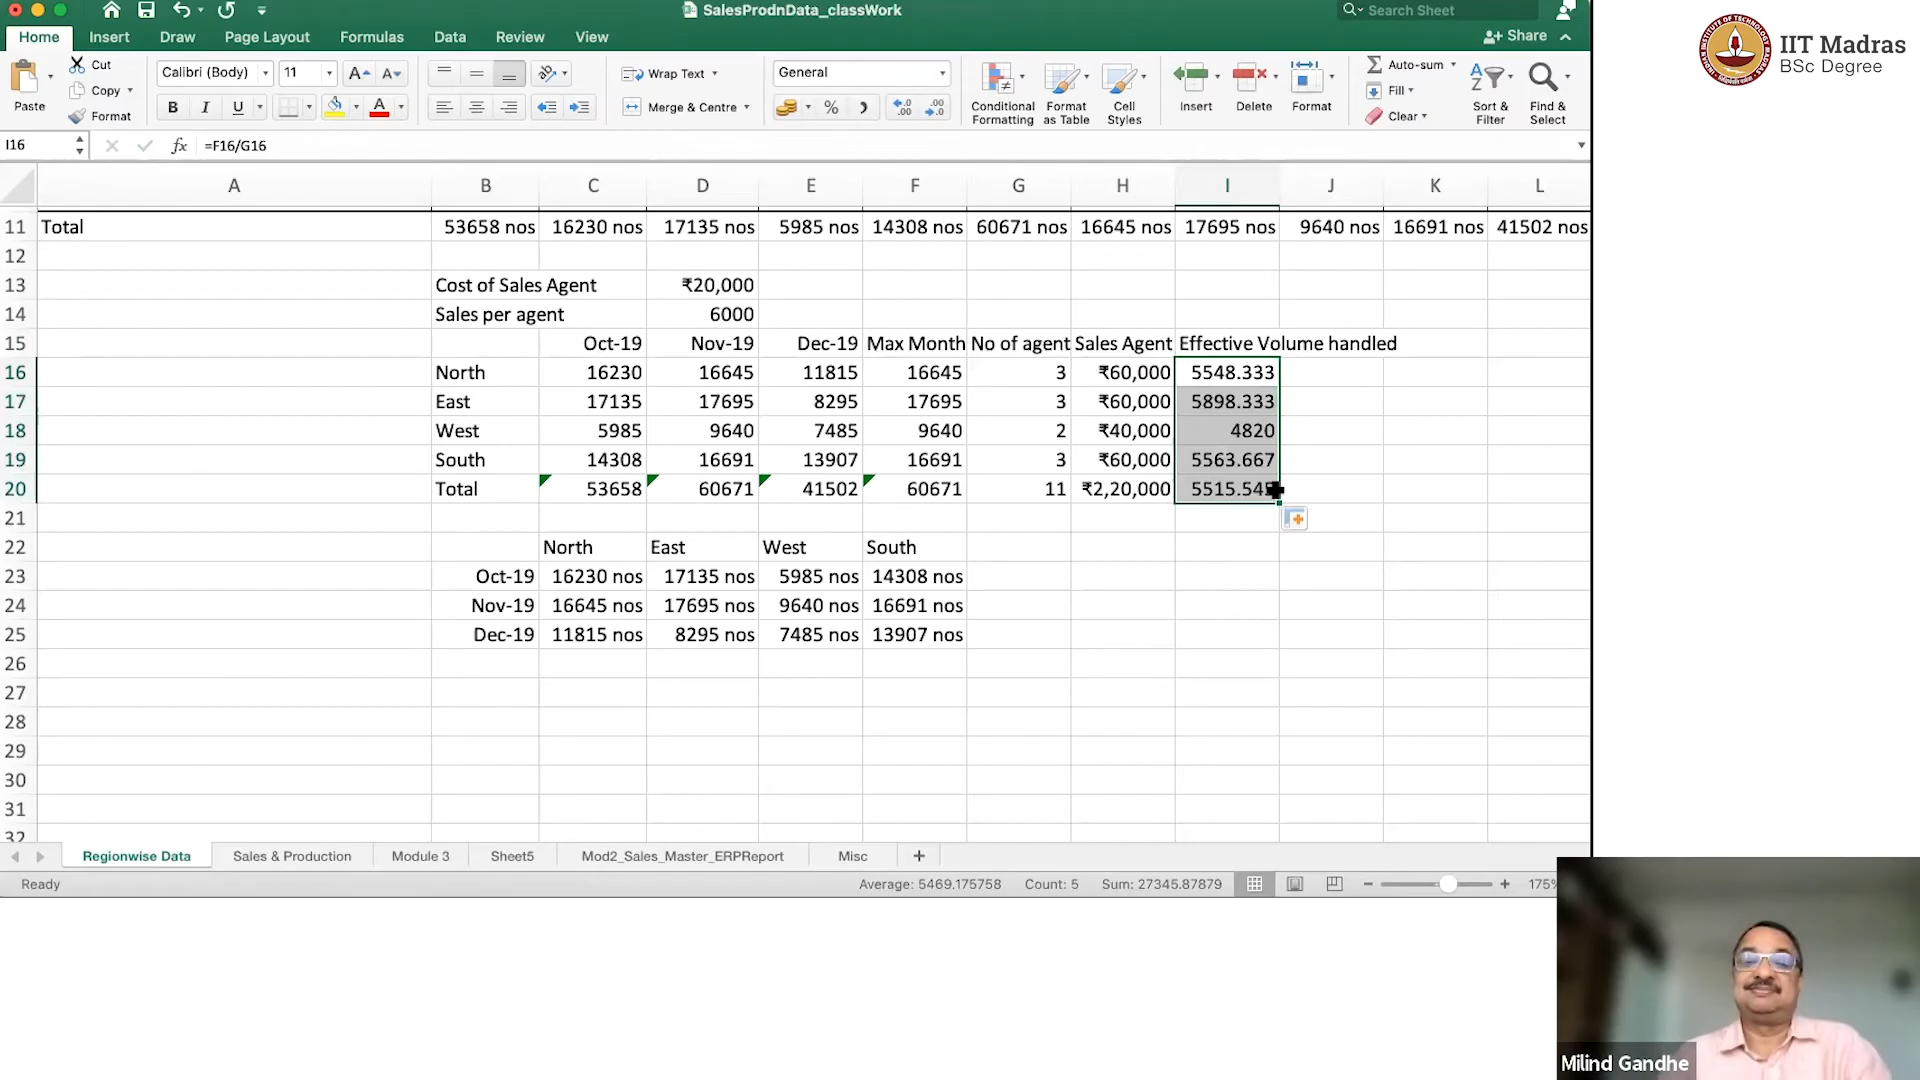 SalesProdnData_classWork
Search Sheet
Home Insert Draw Page Layout Formulas Data Review View
Share
Paste
Cut
Copy
Format
Calibri (Body) 11
A A
B I U A
Wrap Text
Merge & Centre
General
%
Conditional Formatting
Format as Table
Cell Styles
Insert
Delete
Format
Auto-sum
Fill
Clear
Sort & Filter
Find & Select
IIT Madras
BSc Degree
I16 fx =F16/G16
A B C D E F G H I J K L
11 Total 53658 nos 16230 nos 17135 nos 5985 nos 14308 nos 60671 nos 16645 nos 17695 nos 9640 nos 16691 nos 41502 nos
12
13 Cost of Sales Agent ₹20,000
14 Sales per agent 6000
15 Oct-19 Nov-19 Dec-19 Max Month No of agent Sales Agent Effective Volume handled
16 North 16230 16645 11815 16645 3 ₹60,000 5548.333
17 East 17135 17695 8295 17695 3 ₹60,000 5898.333
18 West 5985 9640 7485 9640 2 ₹40,000 4820
19 South 14308 16691 13907 16691 3 ₹60,000 5563.667
20 Total 53658 60671 41502 60671 11 ₹2,20,000 5515.545
21
22 North East West South
23 Oct-19 16230 nos 17135 nos 5985 nos 14308 nos
24 Nov-19 16645 nos 17695 nos 9640 nos 16691 nos
25 Dec-19 11815 nos 8295 nos 7485 nos 13907 nos
26
27
28
29
30
31
32
Regionwise Data Sales & Production Module 3 Sheet5 Mod2_Sales_Master_ERPReport Misc +
Ready Average: 5469.175758 Count: 5 Sum: 27345.87879 175%
Milind Gandhe